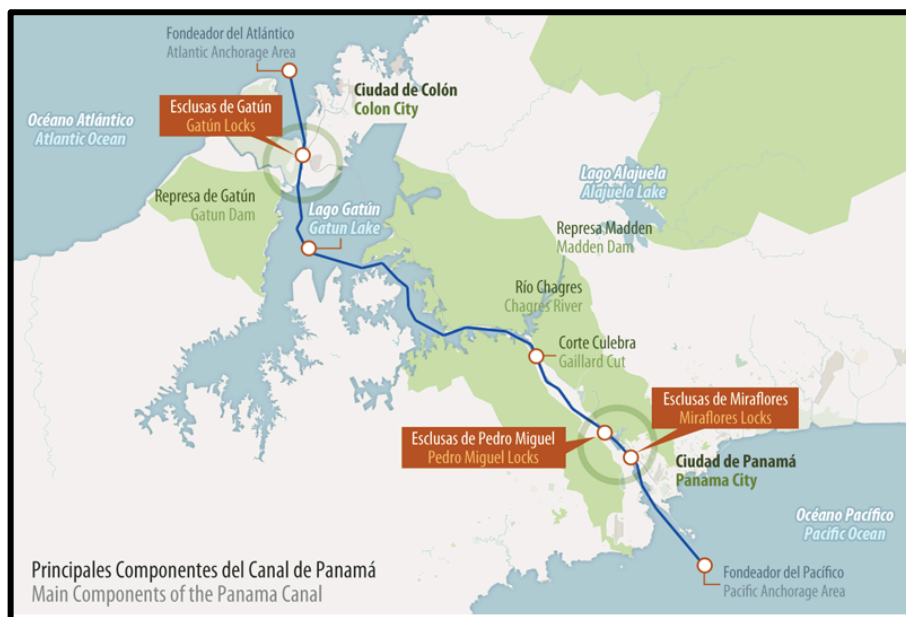 Fondeador del Atlántico
Atlantic Anchorage Area
Ciudad de Colón
Colon City
Esclusas de Gatún
Gatún Locks
Océano Atlántico
Atlantic Ocean
Represa de Gatún
Gatun Dam
Lago Gatún
Gatun Lake
Lago Alajuela
Alajuela Lake
Represa Madden
Madden Dam
Río Chagres
Chagres River
Corte Culebra
Gaillard Cut
Esclusas de Miraflores
Miraflores Locks
Esclusas de Pedro Miguel
Pedro Miguel Locks
Ciudad de Panamá
Panama City
Océano Pacífico
Pacific Ocean
Fondeador del Pacífico
Pacific Anchorage Area
Principales Componentes del Canal de Panamá
Main Components of the Panama Canal